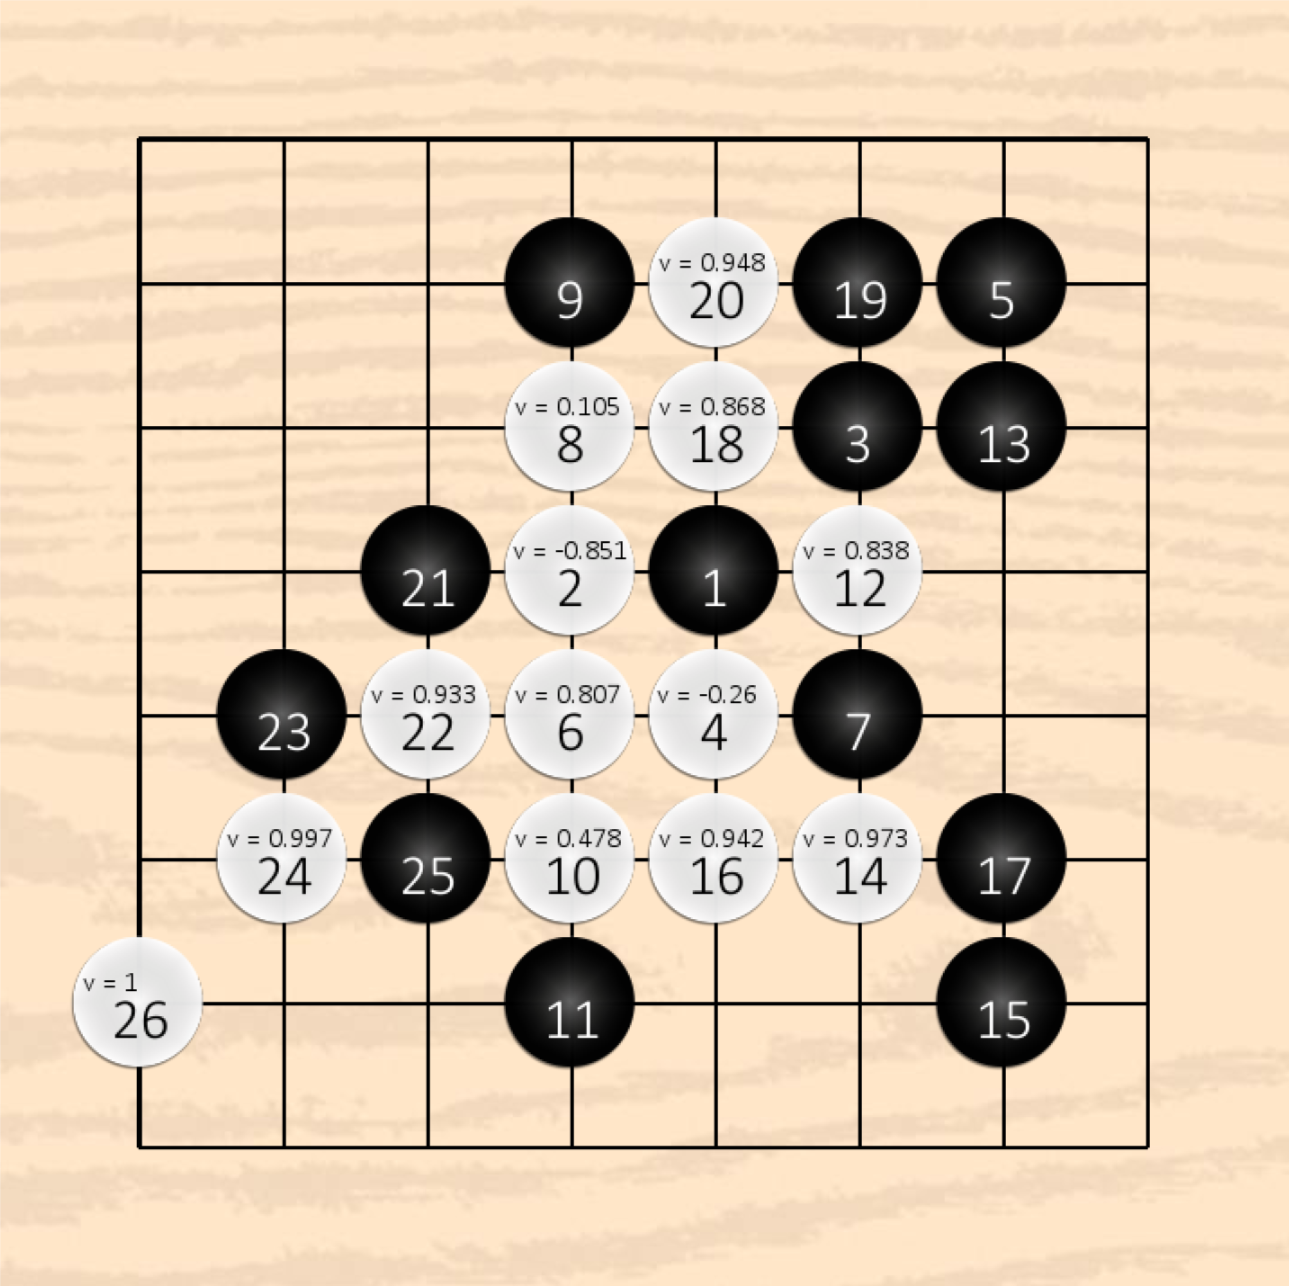 9
v = 0.948
20
19
5
v = 0.105
8
v = 0.868
18
3
13
21
v = -0.851
2
1
v = 0.838
12
23
v = 0.933
22
v = 0.807
6
v = -0.26
4
7
v = 0.997
24
25
v = 0.478
10
v = 0.942
16
v = 0.973
14
17
v = 1
26
11
15